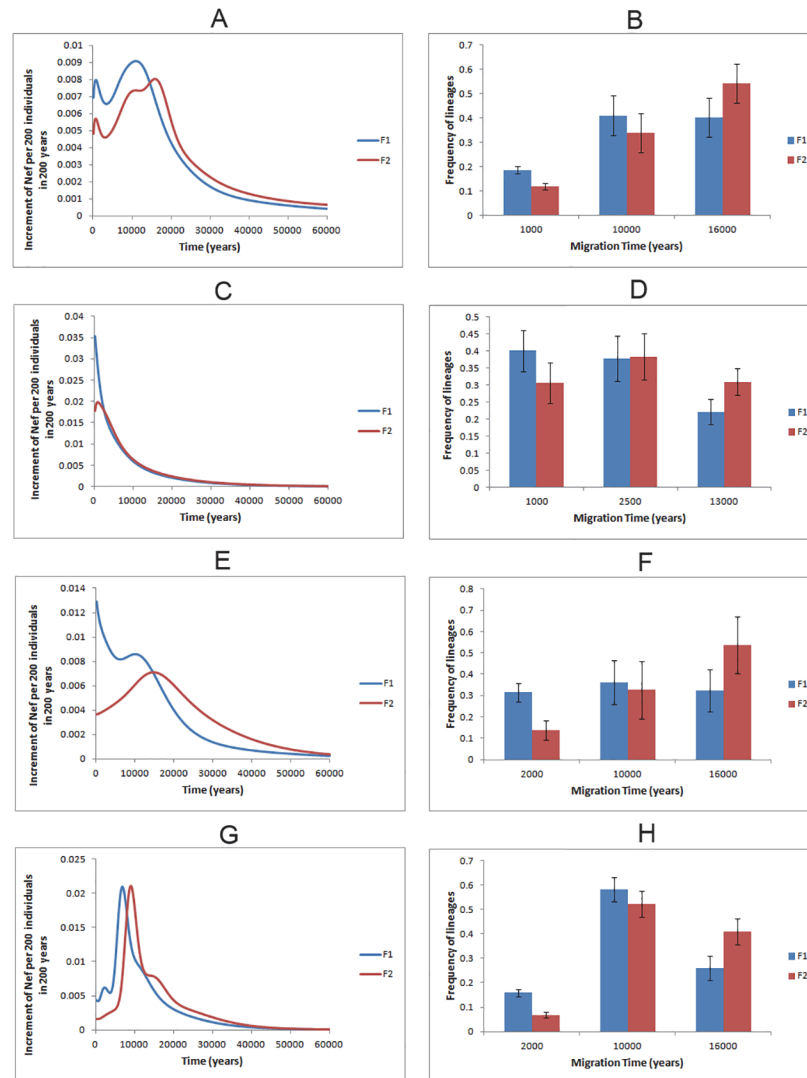 A
Increment of Nef per 200 individuals
in 200 years
0.01
0.009
0.008
0.007
0.006
0.005
0.004
0.003
0.002
0.001
0
0 10000 20000 30000 40000 50000 60000
Time (years)
F1
F2
B
Frequency of lineages
0.7
0.6
0.5
0.4
0.3
0.2
0.1
0
1000 10000 16000
Migration Time (years)
F1
F2
C
Increment of Nef per 200 individuals
in 200 years
0.04
0.035
0.03
0.025
0.02
0.015
0.01
0.005
0
0 10000 20000 30000 40000 50000 60000
Time (years)
F1
F2
D
Frequency of lineages
0.5
0.45
0.4
0.35
0.3
0.25
0.2
0.15
0.1
0.05
0
1000 2500 13000
Migration Time (years)
F1
F2
E
Increment of Nef per 200 individuals
in 200 years
0.014
0.012
0.01
0.008
0.006
0.004
0.002
0
0 10000 20000 30000 40000 50000 60000
Time (years)
F1
F2
F
Frequency of lineages
0.8
0.7
0.6
0.5
0.4
0.3
0.2
0.1
0
2000 10000 16000
Migration Time (years)
F1
F2
G
Increment of Nef per 200 individuals
in 200 years
0.025
0.02
0.015
0.01
0.005
0
0 10000 20000 30000 40000 50000 60000
Time (years)
F1
F2
H
Frequency of lineages
0.7
0.6
0.5
0.4
0.3
0.2
0.1
0
2000 10000 16000
Migration Time (years)
F1
F2